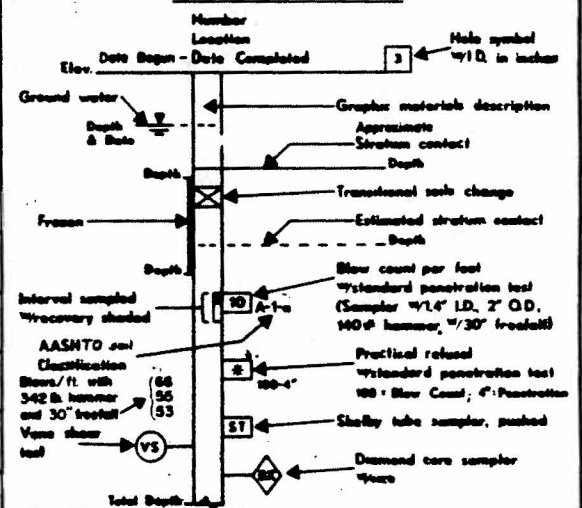 Number
Location
Date Begun - Date Completed
Elev.
3
Hole symbol
w/I.D. in inches
Ground water
Depth
& Date
Graphic materials description
Approximate
Stratum contact
Depth
Depth
Transitional soils change
Frozen
Estimated stratum contact
Depth
Depth
Interval sampled
w/recovery shaded
10
A-1-a
Blow count per foot
w/standard penetration test
(Sampler w/1.4" I.D., 2" O.D.,
140# hammer, w/30" freefall)
AASHTO soil
Classification
Blows/ft. with
342 lb. hammer
and 30" freefall
66
55
53
*
100-4"
Practical refusal
w/standard penetration test
100 = Blow Count; 4": Penetration
Vane shear
test
VS
ST
Shelby tube sampler, pushed
Diamond core sampler
Total Depth